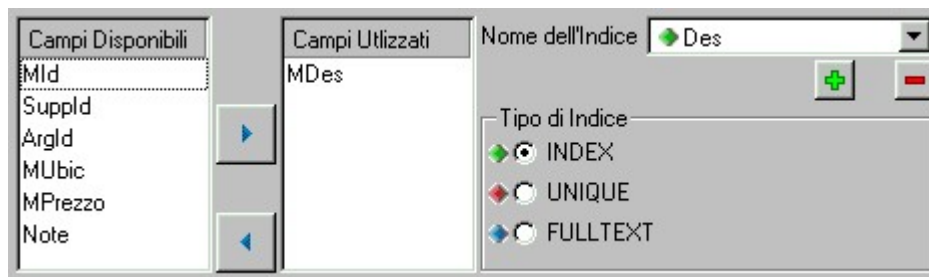 Campi Disponibili
MId
SuppId
ArgId
MUbic
MPrezzo
Note
Campi Utlizzati
MDes
Nome dell'Indice
Des
Tipo di Indice
INDEX
UNIQUE
FULLTEXT